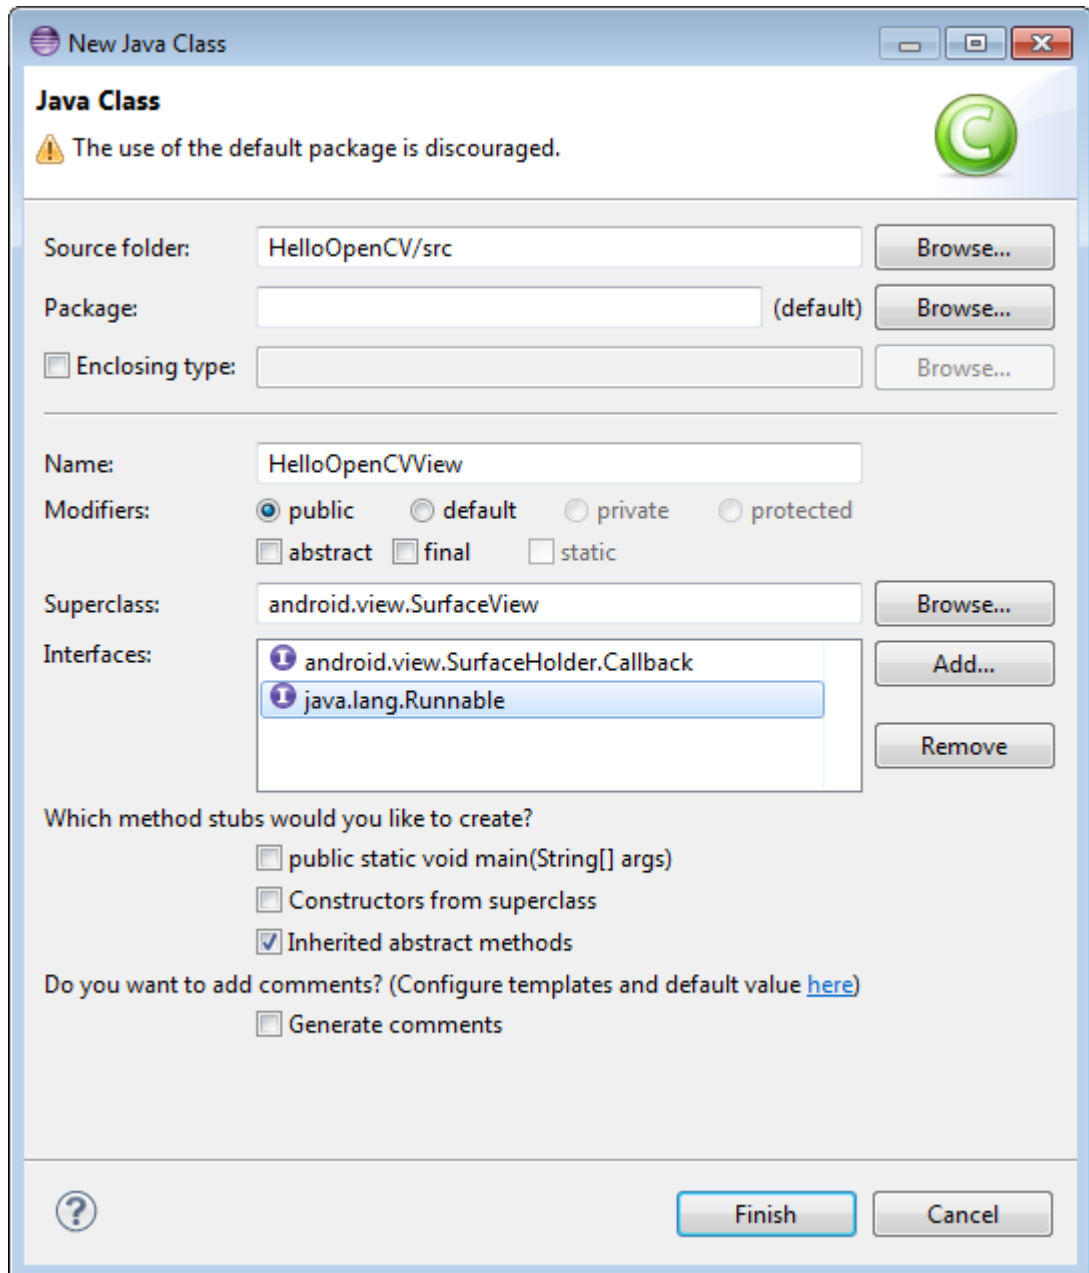 New Java Class
Java Class
The use of the default package is discouraged.
Source folder: HelloOpenCV/src Browse...
Package: (default) Browse...
Enclosing type: Browse...
Name: HelloOpenCVView
Modifiers: public default private protected
abstract final static
Superclass: android.view.SurfaceView Browse...
Interfaces: android.view.SurfaceHolder.Callback Add...
java.lang.Runnable
Remove
Which method stubs would you like to create?
public static void main(String[] args)
Constructors from superclass
Inherited abstract methods
Do you want to add comments? (Configure templates and default value here)
Generate comments
Finish Cancel